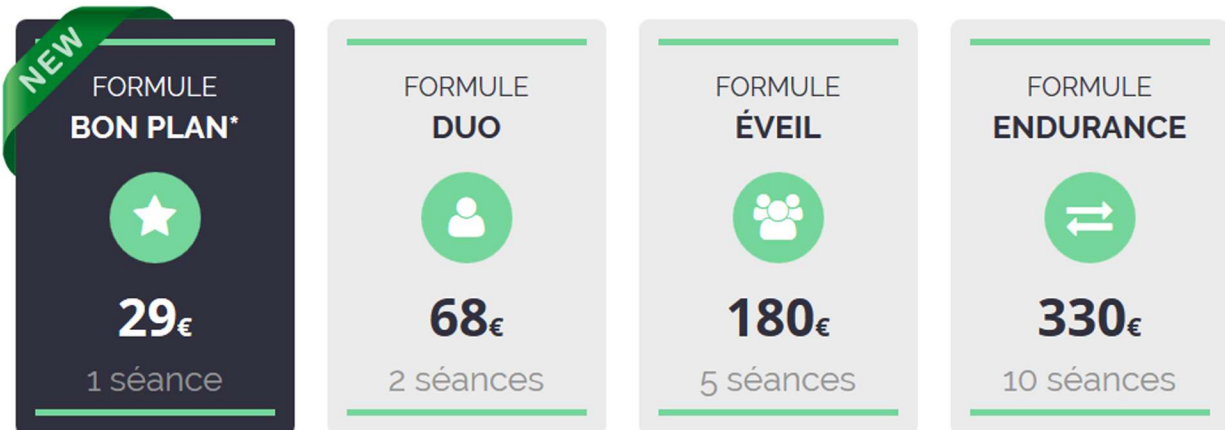 NEW
FORMULE
BON PLAN*
29€
1 séance
FORMULE
DUO
68€
2 séances
FORMULE
ÉVEIL
180€
5 séances
FORMULE
ENDURANCE
330€
10 séances